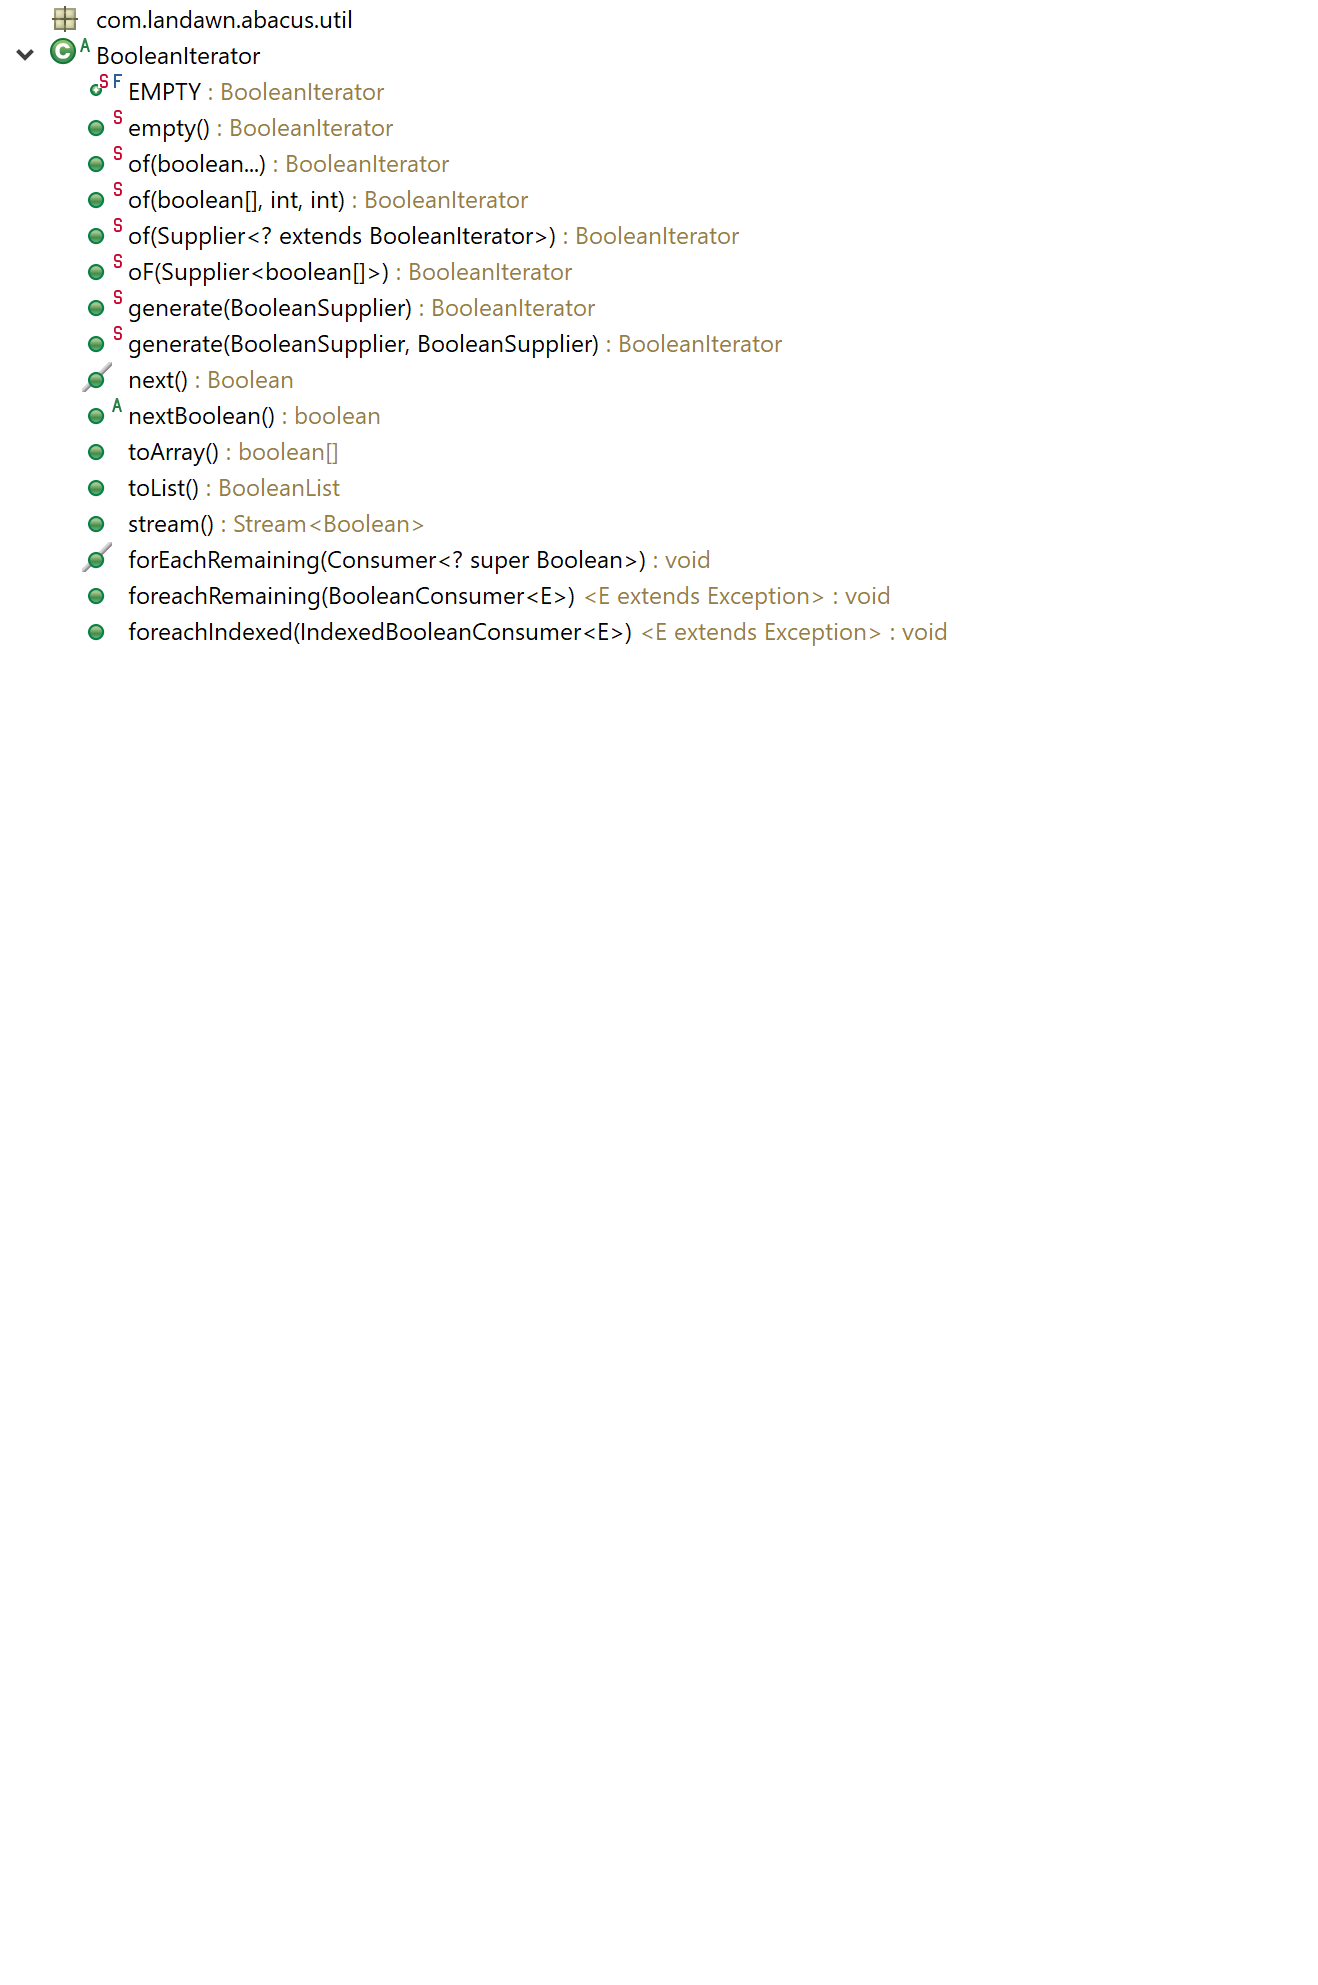 com.landawn.abacus.util
C A BooleanIterator
S F EMPTY : BooleanIterator
S empty() : BooleanIterator
S of(boolean...) : BooleanIterator
S of(boolean[], int, int) : BooleanIterator
S of(Supplier<? extends BooleanIterator>) : BooleanIterator
S oF(Supplier<boolean[]>) : BooleanIterator
S generate(BooleanSupplier) : BooleanIterator
S generate(BooleanSupplier, BooleanSupplier) : BooleanIterator
next() : Boolean
A nextBoolean() : boolean
toArray() : boolean[]
toList() : BooleanList
stream() : Stream<Boolean>
forEachRemaining(Consumer<? super Boolean>) : void
foreachRemaining(BooleanConsumer<E>) <E extends Exception> : void
foreachIndexed(IndexedBooleanConsumer<E>) <E extends Exception> : void